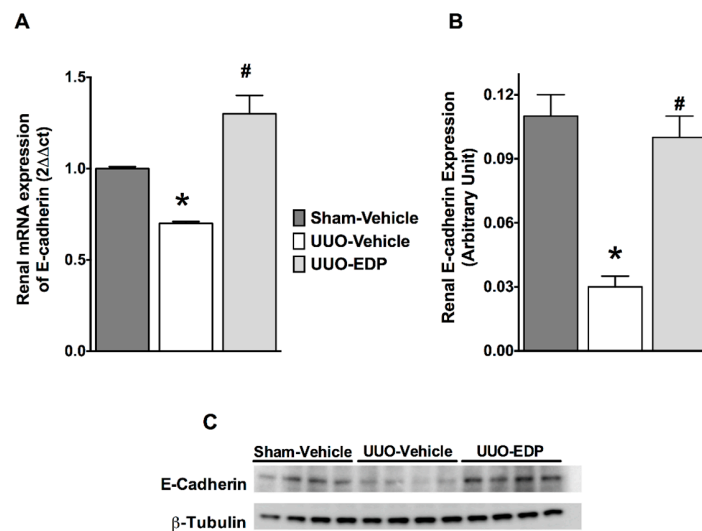 A
Renal mRNA expression
of E-cadherin (2ΔΔct)
1.5
1.0
0.5
0.0
*
#
Sham-Vehicle
UUO-Vehicle
UUO-EDP
B
Renal E-cadherin Expression
(Arbitrary Unit)
0.12
0.09
0.06
0.03
0.00
*
#
C
Sham-Vehicle UUO-Vehicle UUO-EDP
E-Cadherin
β-Tubulin